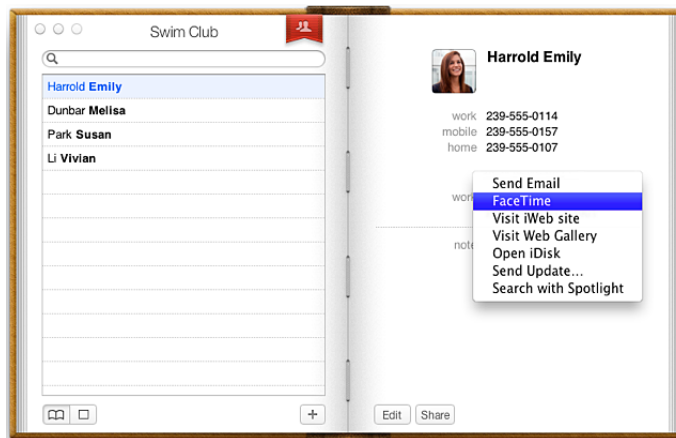 Swim Club
Harrold Emily
Dunbar Melisa
Park Susan
Li Vivian
Harrold Emily
work 239-555-0114
mobile 239-555-0157
home 239-555-0107
work
note
Send Email
FaceTime
Visit iWeb site
Visit Web Gallery
Open iDisk
Send Update...
Search with Spotlight
Edit
Share